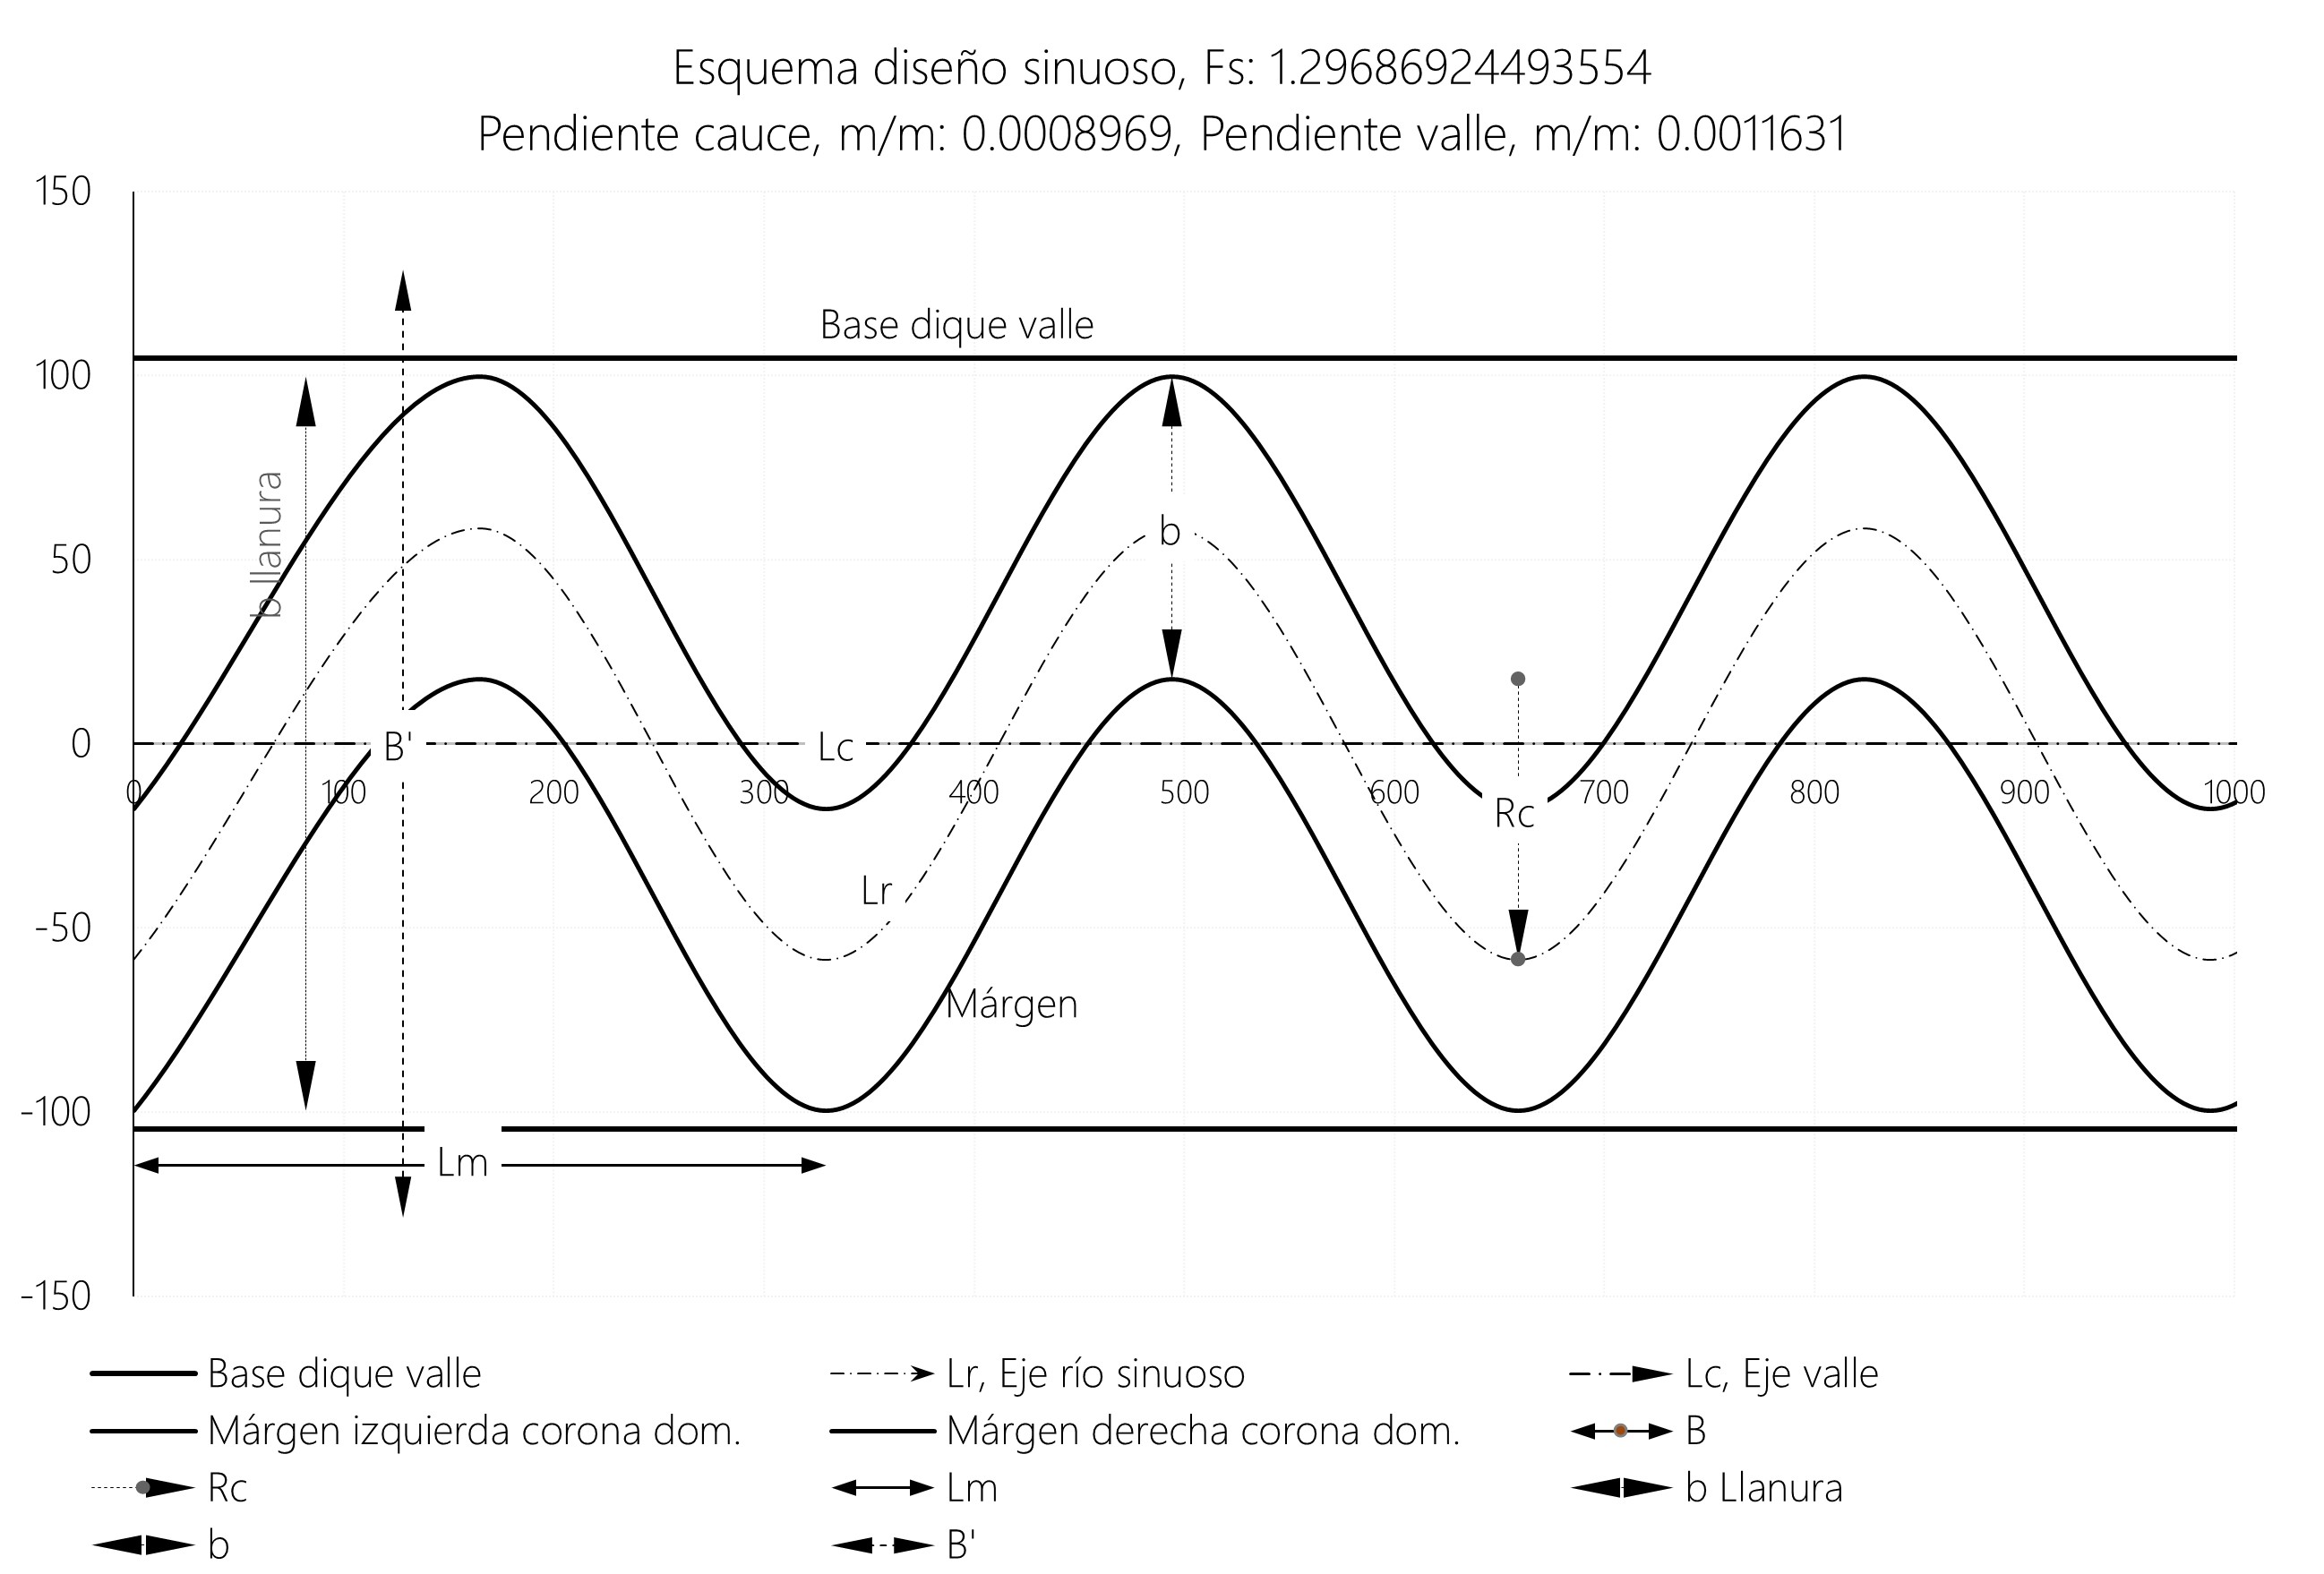 Esquema diseño sinuoso, Fs: 1.29686924493554
Pendiente cauce, m/m: 0.0008969, Pendiente valle, m/m: 0.0011631
150
Base dique valle
100
b llanura
50
b
0
B'
Lc
0 100 200 300 400 500 600 700 800 900 1000
Rc
Lr
-50
Márgen
-100
Lm
-150
Base dique valle
Lr, Eje río sinuoso
Lc, Eje valle
Márgen izquierda corona dom.
Márgen derecha corona dom.
B
Rc
Lm
b Llanura
b
B'